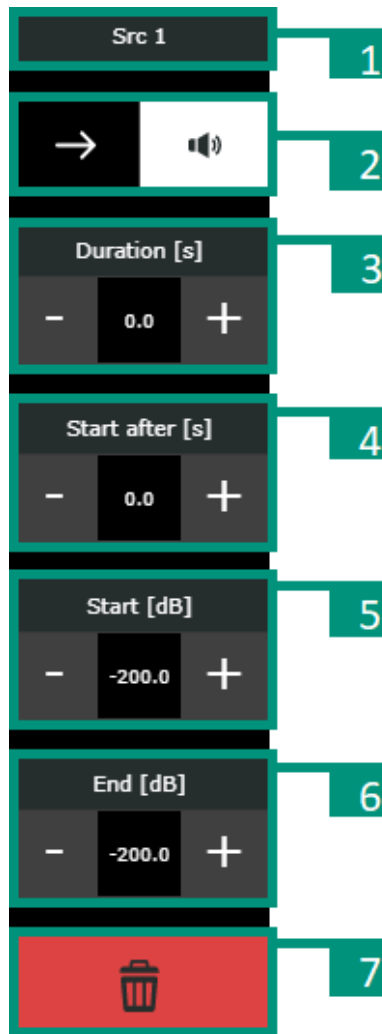 Src 1
1
2
Duration [s]
3
- 0.0 +
Start after [s]
4
- 0.0 +
Start [dB]
5
- -200.0 +
End [dB]
6
- -200.0 +
7